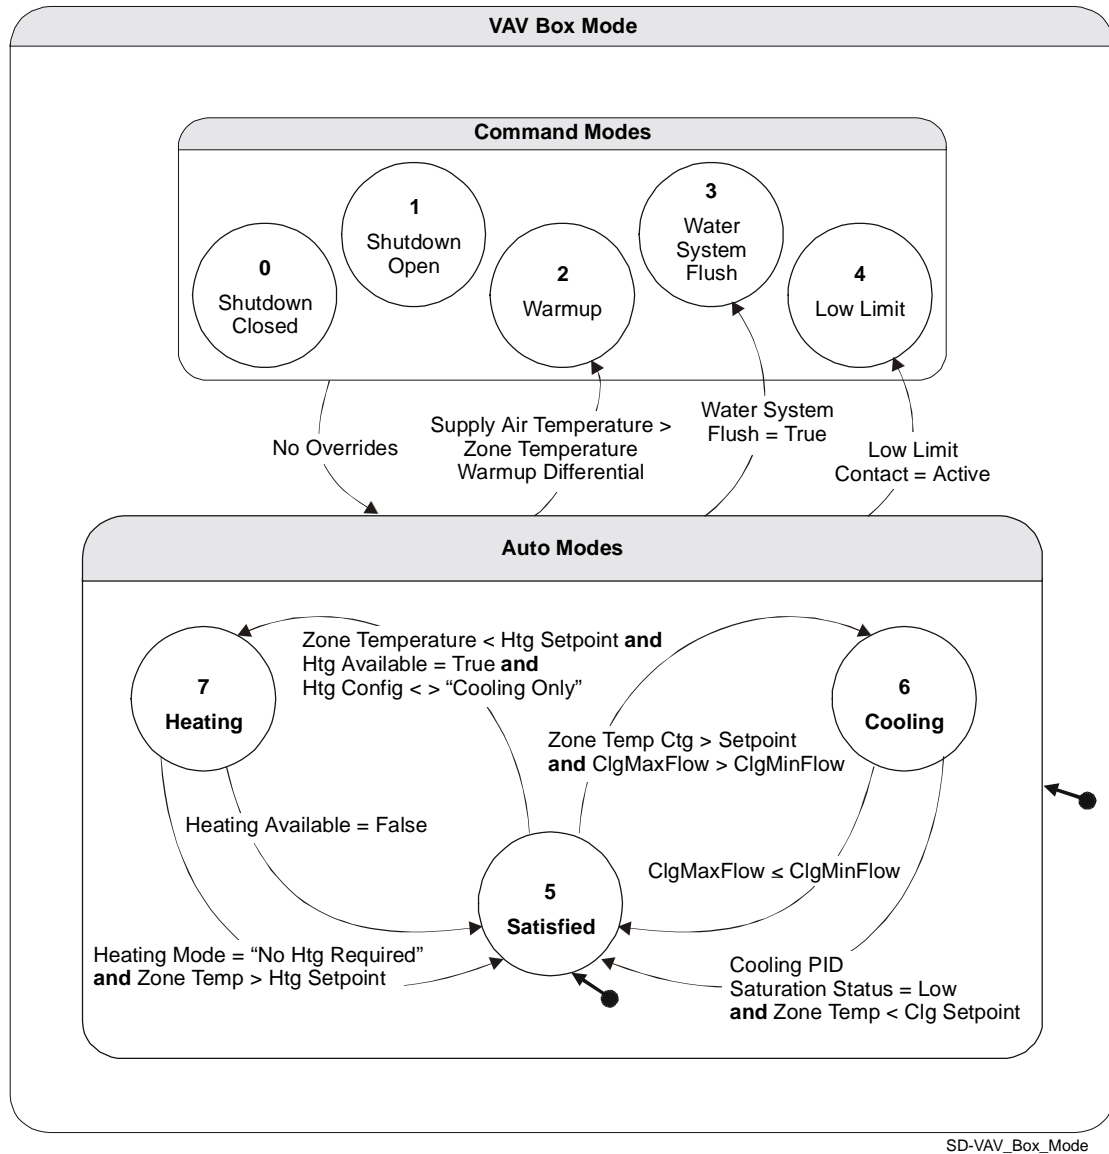 VAV Box Mode
Command Modes
0
Shutdown
Closed
1
Shutdown
Open
2
Warmup
3
Water
System
Flush
4
Low Limit
No Overrides
Supply Air Temperature >
Zone Temperature
Warmup Differential
Water System
Flush = True
Low Limit
Contact = Active
Auto Modes
7
Heating
Zone Temperature < Htg Setpoint and
Htg Available = True and
Htg Config < > “Cooling Only”
6
Cooling
Zone Temp Ctg > Setpoint
and ClgMaxFlow > ClgMinFlow
Heating Available = False
ClgMaxFlow ≤ ClgMinFlow
5
Satisfied
Heating Mode = “No Htg Required”
and Zone Temp > Htg Setpoint
Cooling PID
Saturation Status = Low
and Zone Temp < Clg Setpoint
SD-VAV_Box_Mode